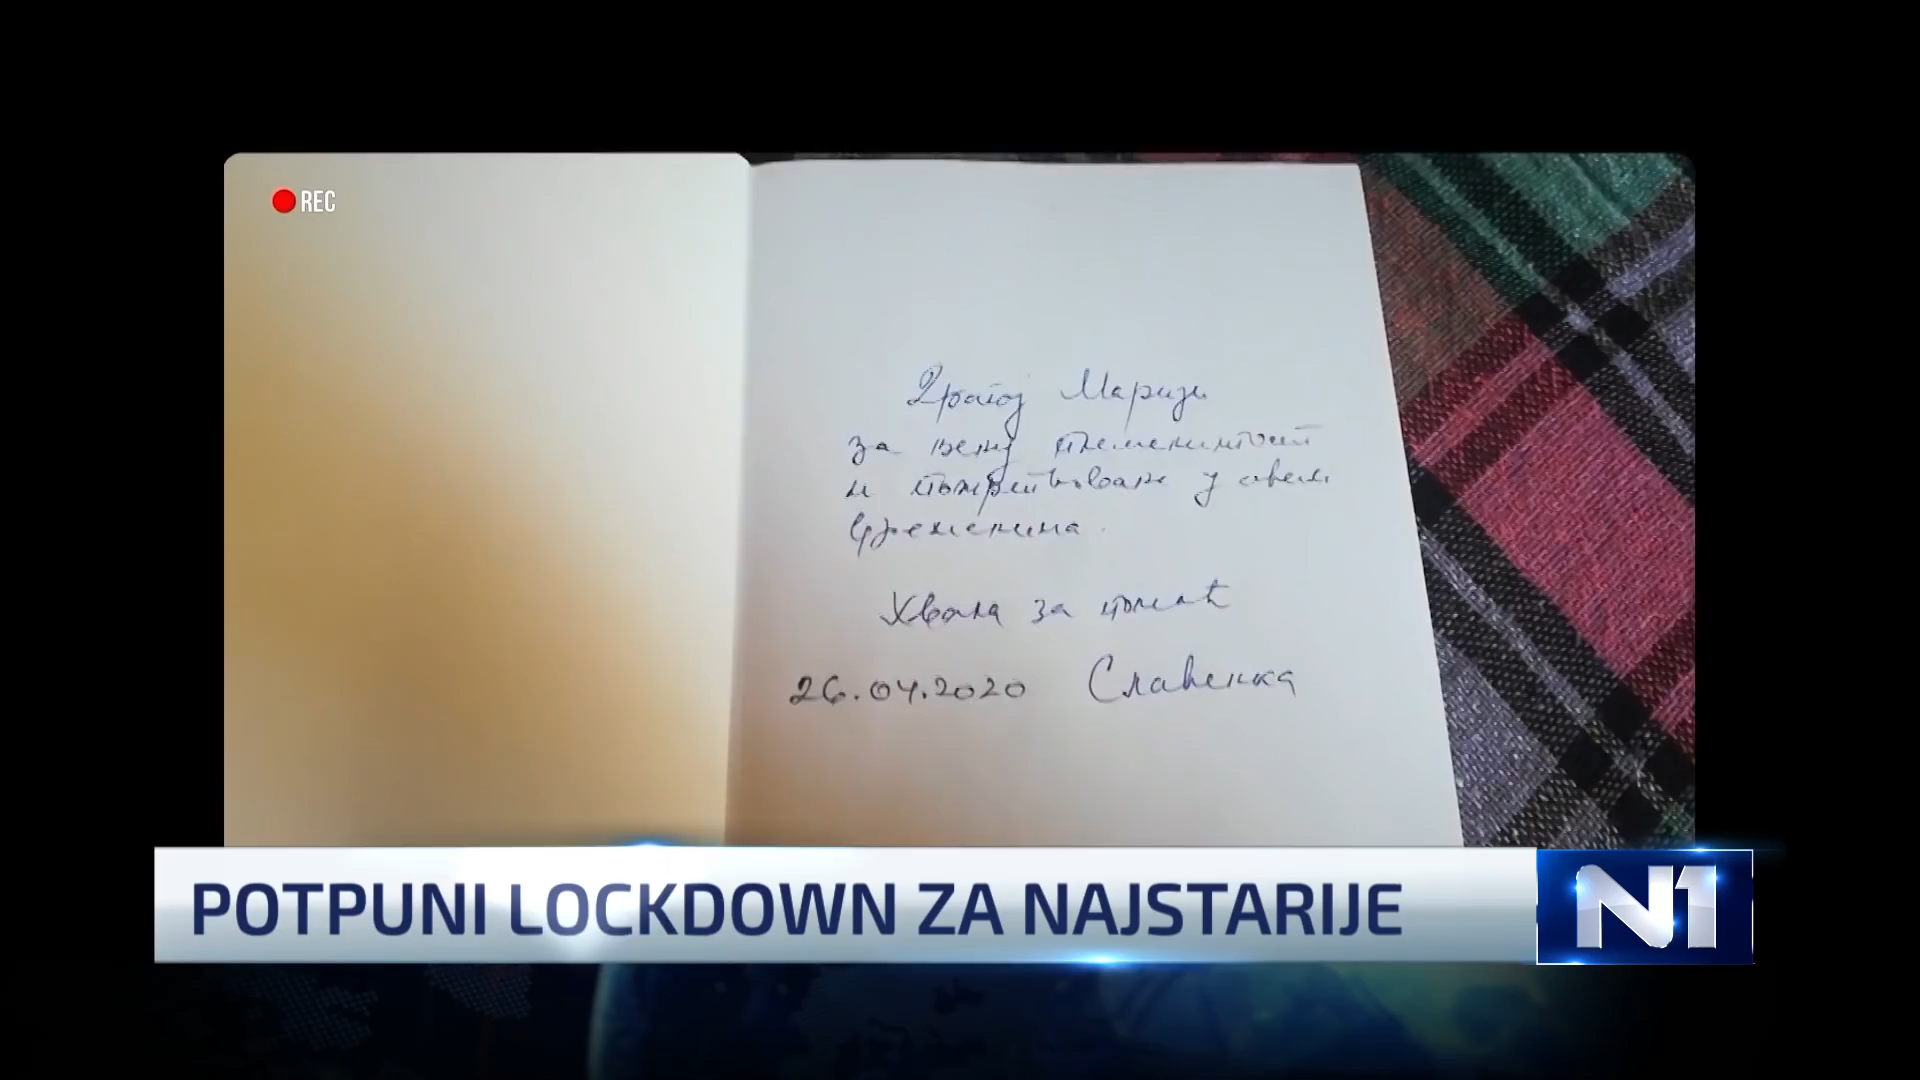 REC
Драгој Марији
за њену племенитост
и пожртвовање у овим
временима.
Хвала за помоћ
26.04.2020 Славенка
POTPUNI LOCKDOWN ZA NAJSTARIJE
N1